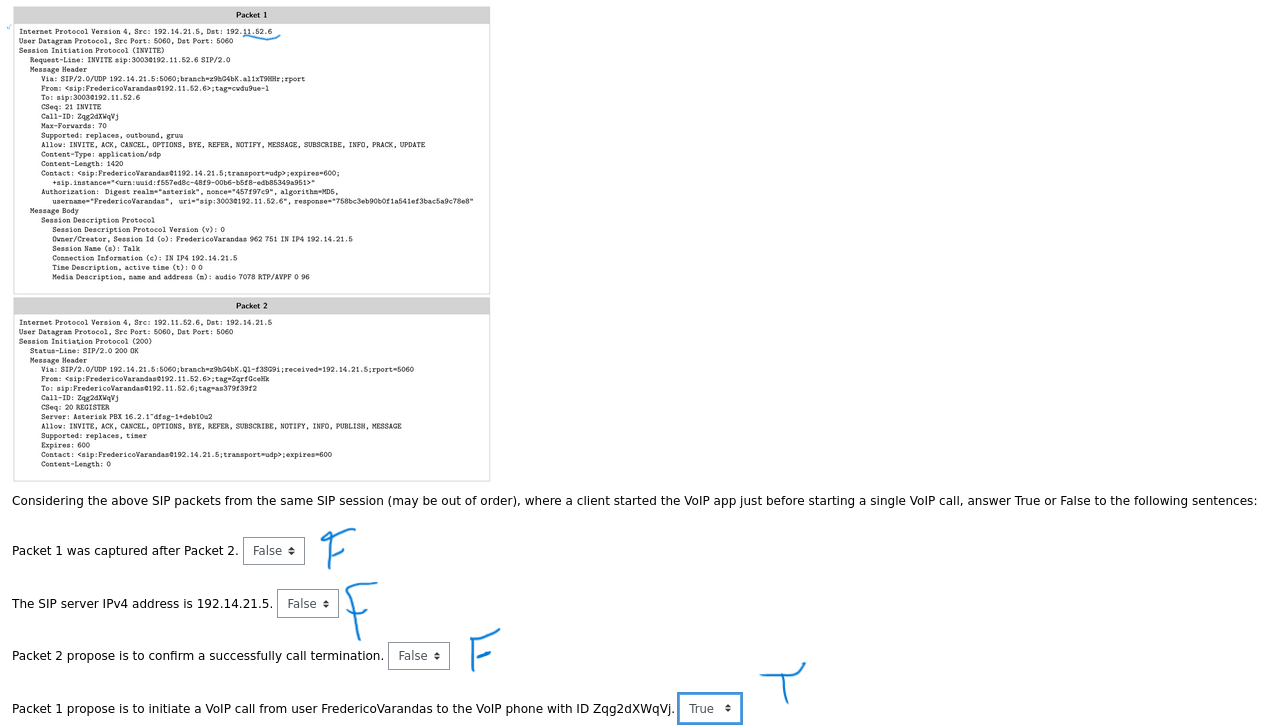 Packet 1
Internet Protocol Version 4, Src: 192.14.21.5, Dst: 192.11.52.6
User Datagram Protocol, Src Port: 5060, Dst Port: 5060
Session Initiation Protocol (INVITE)
Request-Line: INVITE sip:3003@192.11.52.6 SIP/2.0
Message Header
Via: SIP/2.0/UDP 192.14.21.5:5060;branch=z9hG4bK.al1xT9HHr;rport
From: <sip:FredericoVarandas@192.11.52.6>;tag=cwdu9ue-l
To: sip:3003@192.11.52.6
CSeq: 21 INVITE
Call-ID: Zqg2dXWqVj
Max-Forwards: 70
Supported: replaces, outbound, gruu
Allow: INVITE, ACK, CANCEL, OPTIONS, BYE, REFER, NOTIFY, MESSAGE, SUBSCRIBE, INFO, PRACK, UPDATE
Content-Type: application/sdp
Content-Length: 1420
Contact: <sip:FredericoVarandas@1192.14.21.5;transport=udp>;expires=600;
+sip.instance="<urn:uuid:f557ed8c-48f9-00b6-b5f8-edb85349a951>"
Authorization: Digest realm="asterisk", nonce="457f97c9", algorithm=MD5,
username="FredericoVarandas", uri="sip:3003@192.11.52.6", response="758bc3eb90b0f1a541ef3bac5a9c78e8"
Message Body
Session Description Protocol
Session Description Protocol Version (v): 0
Owner/Creator, Session Id (o): FredericoVarandas 962 751 IN IP4 192.14.21.5
Session Name (s): Talk
Connection Information (c): IN IP4 192.14.21.5
Time Description, active time (t): 0 0
Media Description, name and address (m): audio 7078 RTP/AVPF 0 96
Packet 2
Internet Protocol Version 4, Src: 192.11.52.6, Dst: 192.14.21.5
User Datagram Protocol, Src Port: 5060, Dst Port: 5060
Session Initiation Protocol (200)
Status-Line: SIP/2.0 200 OK
Message Header
Via: SIP/2.0/UDP 192.14.21.5:5060;branch=z9hG4bK.Ql-f3SG9i;received=192.14.21.5;rport=5060
From: <sip:FredericoVarandas@192.11.52.6>;tag=ZqrfGceHk
To: sip:FredericoVarandas@192.11.52.6;tag=as379f39f2
Call-ID: Zqg2dXWqVj
CSeq: 20 REGISTER
Server: Asterisk PBX 16.2.1~dfsg-1+deb10u2
Allow: INVITE, ACK, CANCEL, OPTIONS, BYE, REFER, SUBSCRIBE, NOTIFY, INFO, PUBLISH, MESSAGE
Supported: replaces, timer
Expires: 600
Contact: <sip:FredericoVarandas@192.14.21.5;transport=udp>;expires=600
Content-Length: 0
Considering the above SIP packets from the same SIP session (may be out of order), where a client started the VoIP app just before starting a single VoIP call, answer True or False to the following sentences:
Packet 1 was captured after Packet 2. False F
The SIP server IPv4 address is 192.14.21.5. False F
Packet 2 propose is to confirm a successfully call termination. False F
Packet 1 propose is to initiate a VoIP call from user FredericoVarandas to the VoIP phone with ID Zqg2dXWqVj. True T